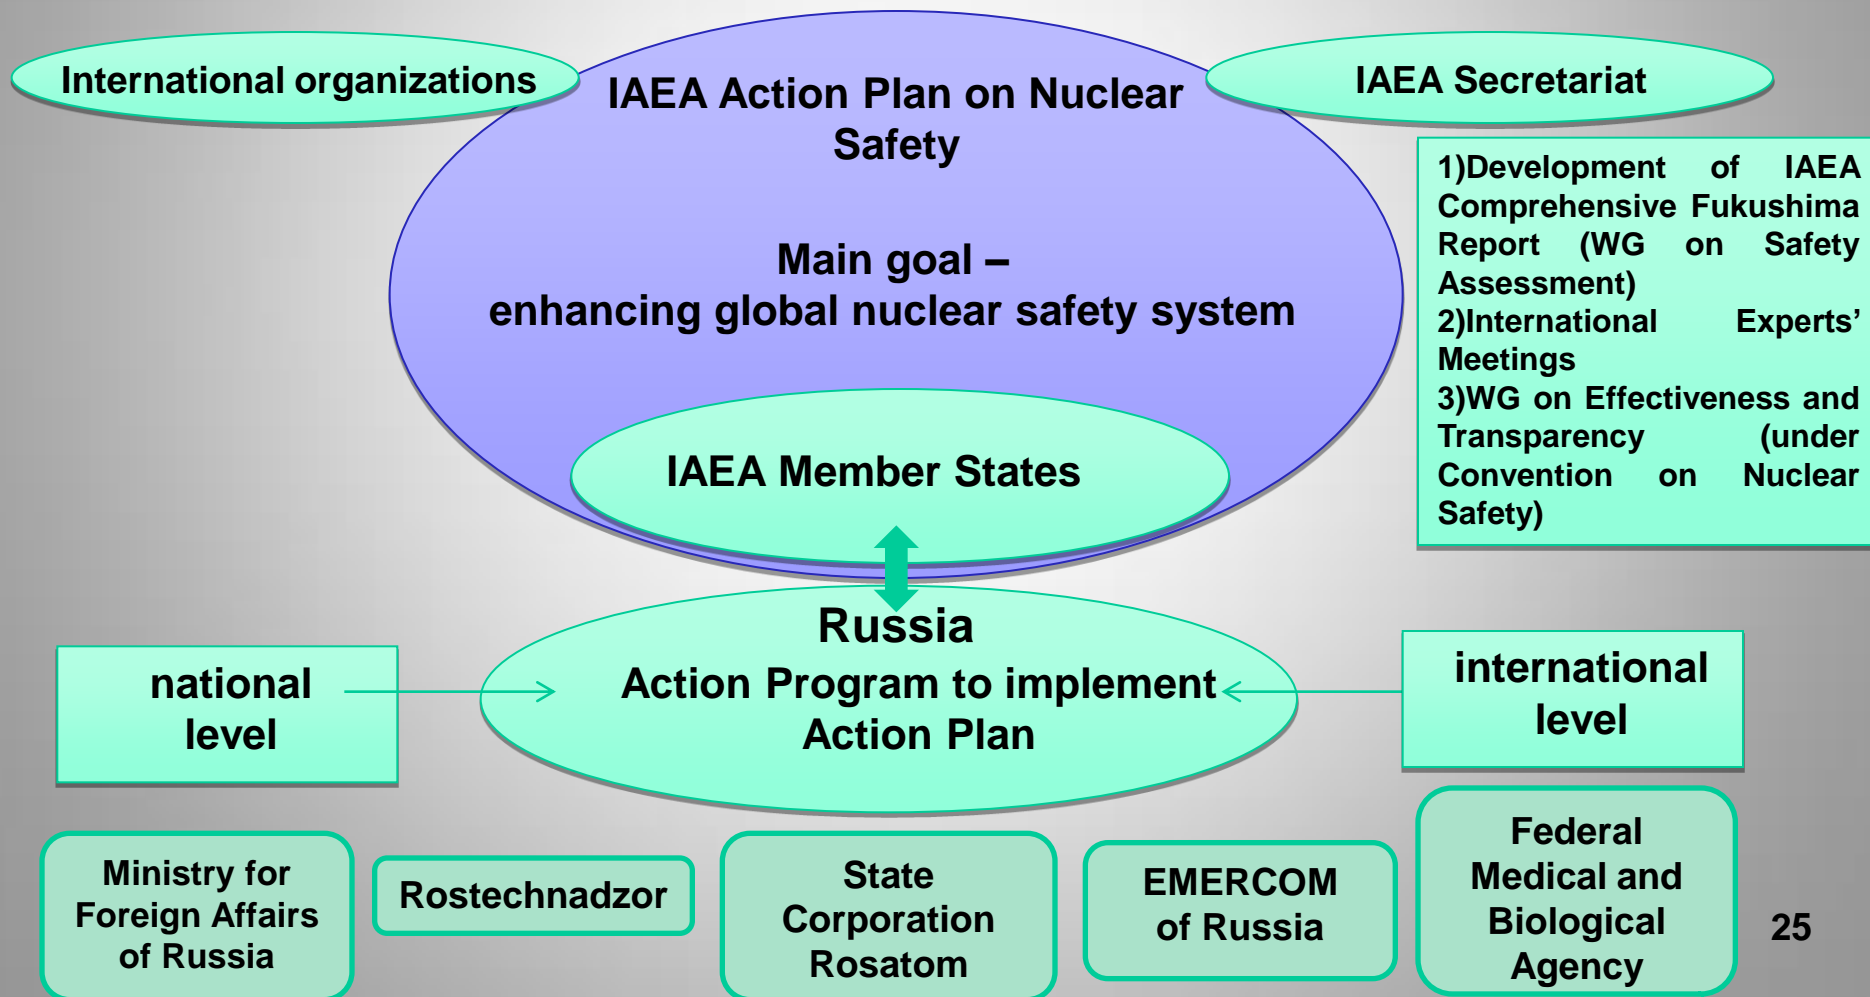 International organizations
IAEA Action Plan on Nuclear
Safety
Main goal –
enhancing global nuclear safety system
IAEA Secretariat
1)Development of IAEA
Comprehensive Fukushima
Report (WG on Safety
Assessment)
2)International Experts’
Meetings
3)WG on Effectiveness and
Transparency (under
Convention on Nuclear
Safety)
IAEA Member States
Russia
Action Program to implement
Action Plan
national
level
international
level
Ministry for
Foreign Affairs
of Russia
Rostechnadzor
State
Corporation
Rosatom
EMERCOM
of Russia
Federal
Medical and
Biological
Agency
25